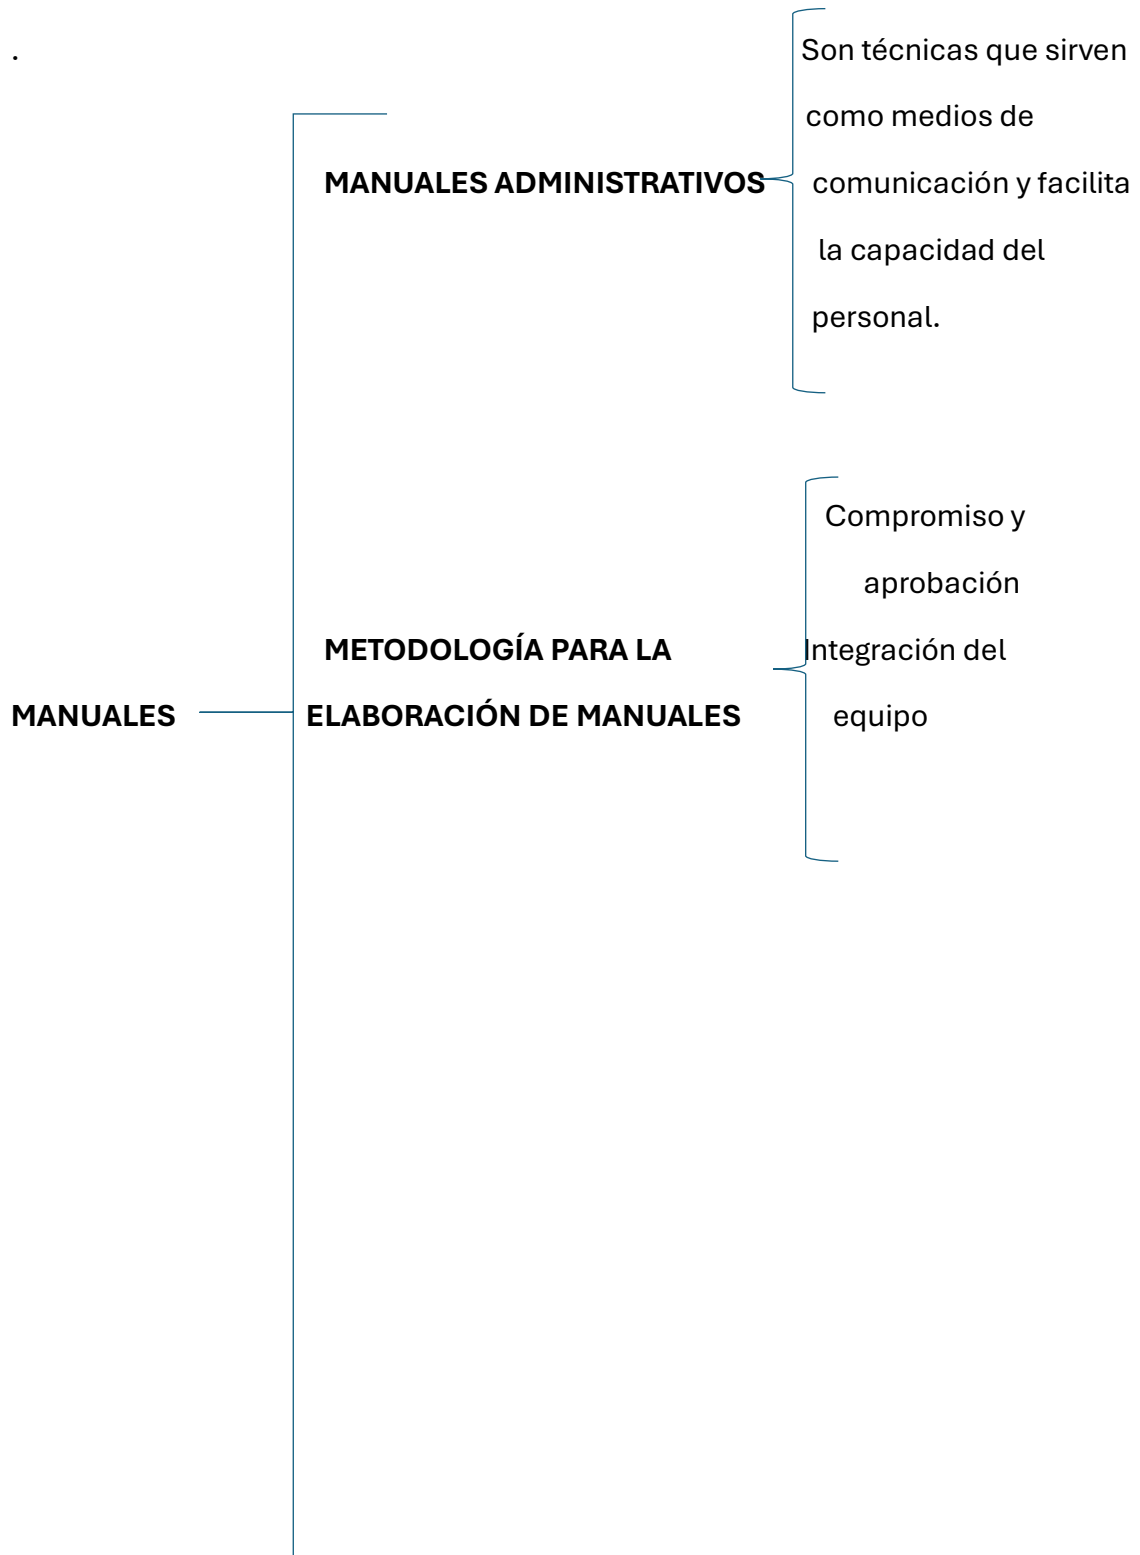 .
Son técnicas que sirven
como medios de
MANUALES ADMINISTRATIVOS
comunicación y facilita
la capacidad del
personal.
Compromiso y
aprobación
METODOLOGÍA PARA LA
Integración del
MANUALES
ELABORACIÓN DE MANUALES
equipo